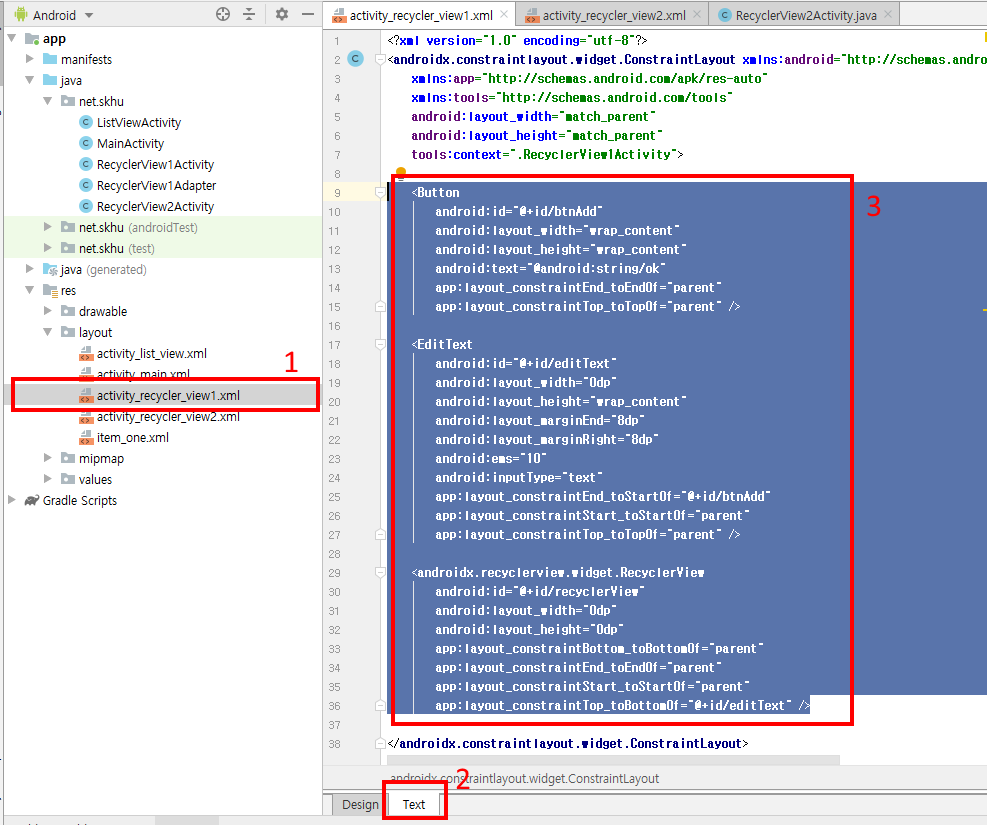 Android
app
manifests
java
net.skhu
ListViewActivity
MainActivity
RecyclerView1Activity
RecyclerView1Adapter
RecyclerView2Activity
net.skhu (androidTest)
net.skhu (test)
java (generated)
res
drawable
layout
activity_list_view.xml
1
activity_main.xml
activity_recycler_view1.xml
activity_recycler_view2.xml
item_one.xml
mipmap
values
Gradle Scripts
activity_recycler_view1.xml activity_recycler_view2.xml RecyclerView2Activity.java
1 <?xml version="1.0" encoding="utf-8"?>
2 C <androidx.constraintlayout.widget.ConstraintLayout xmlns:android="http://schemas.andro
3 xmlns:app="http://schemas.android.com/apk/res-auto"
4 xmlns:tools="http://schemas.android.com/tools"
5 android:layout_width="match_parent"
6 android:layout_height="match_parent"
7 tools:context=".RecyclerView1Activity">
8
9 <Button
3
10 android:id="@+id/btnAdd"
11 android:layout_width="wrap_content"
12 android:layout_height="wrap_content"
13 android:text="@android:string/ok"
14 app:layout_constraintEnd_toEndOf="parent"
15 app:layout_constraintTop_toTopOf="parent" />
16
17 <EditText
18 android:id="@+id/editText"
19 android:layout_width="0dp"
20 android:layout_height="wrap_content"
21 android:layout_marginEnd="8dp"
22 android:layout_marginRight="8dp"
23 android:ems="10"
24 android:inputType="text"
25 app:layout_constraintEnd_toStartOf="@+id/btnAdd"
26 app:layout_constraintStart_toStartOf="parent"
27 app:layout_constraintTop_toTopOf="parent" />
28
29 <androidx.recyclerview.widget.RecyclerView
30 android:id="@+id/recyclerView"
31 android:layout_width="0dp"
32 android:layout_height="0dp"
33 app:layout_constraintBottom_toBottomOf="parent"
34 app:layout_constraintEnd_toEndOf="parent"
35 app:layout_constraintStart_toStartOf="parent"
36 app:layout_constraintTop_toBottomOf="@+id/editText" />
37
38 </androidx.constraintlayout.widget.ConstraintLayout>
androidx.constraintlayout.widget.ConstraintLayout
2
Design Text